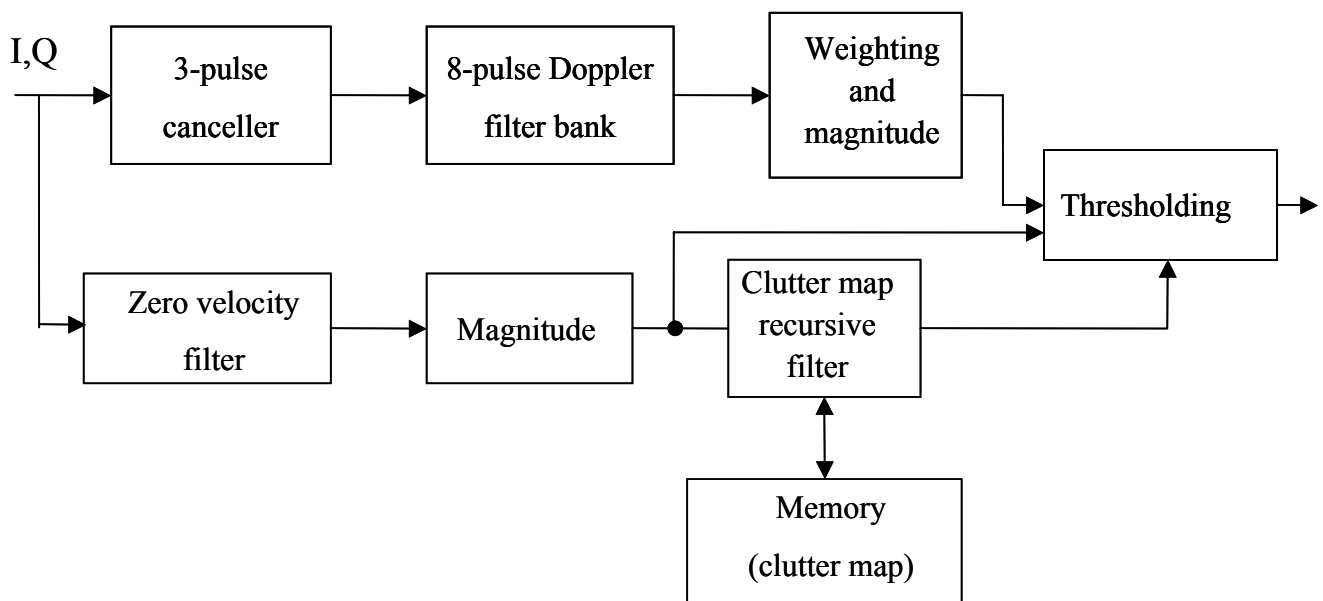 I,Q
3-pulse
canceller
8-pulse Doppler
filter bank
Weighting
and
magnitude
Thresholding
Zero velocity
filter
Magnitude
Clutter map
recursive
filter
Memory
(clutter map)